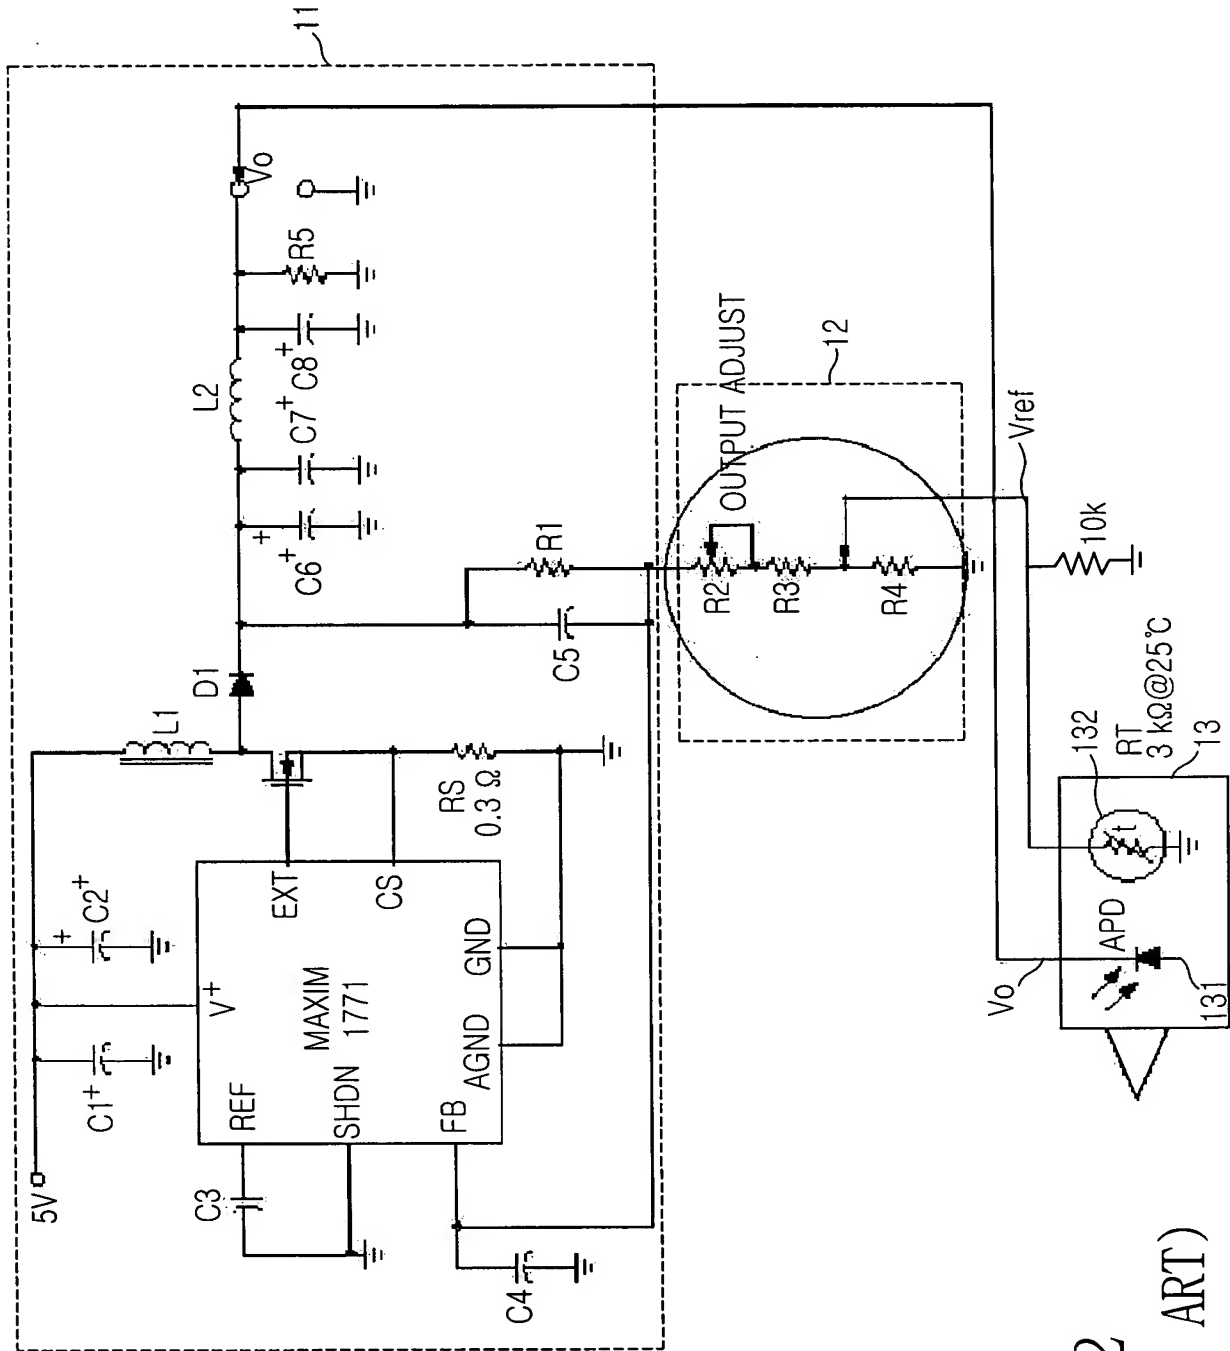 11
5V
C1+
+
C2+
L1
D1
+
C6+
C7+
L2
+
C8
R5
Vo
V+
REF
MAXIM
1771
EXT
SHDN
CS
FB
AGND
GND
C3
C4
RS
0.3 Ω
C5
R1
R2
OUTPUT ADJUST
R3
R4
12
Vref
10k
132
RT
3 kΩ@25℃
13
t
APD
Vo
131
2
ART)